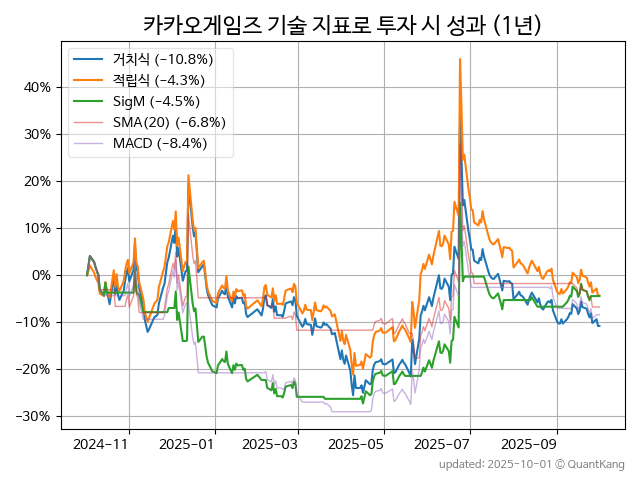 카카오게임즈 기술 지표로 투자 시 성과 (1년)
거치식 (−10.8%)
적립식 (−4.3%)
SigM (−4.5%)
SMA(20) (−6.8%)
MACD (−8.4%)
40%
30%
20%
10%
0%
−10%
−20%
−30%
2024-11 2025-01 2025-03 2025-05 2025-07 2025-09
updated: 2025-10-01 © QuantKang